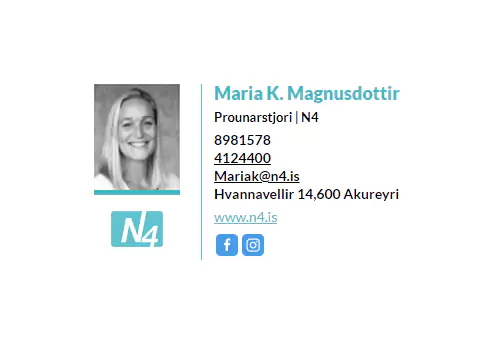 Maria K. Magnusdottir
Prounarstjori | N4
8981578
4124400
Mariak@n4.is
Hvannavellir 14,600 Akureyri
www.n4.is
N4